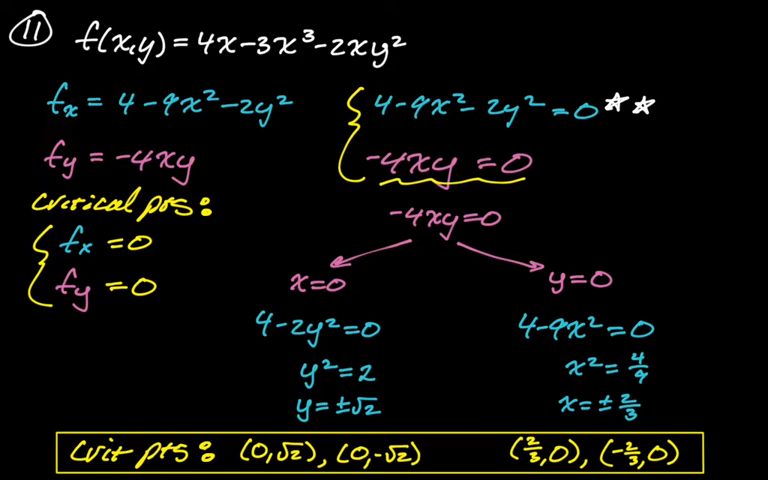 11 f(x,y) = 4x - 3x³ - 2xy²
fx = 4 - 9x² - 2y²
fy = -4xy
critical pts:
fx = 0
fy = 0
4 - 9x² - 2y² = 0 ☆☆
-4xy = 0
-4xy = 0
x = 0
4 - 2y² = 0
y² = 2
y = ±√2
y = 0
4 - 9x² = 0
x² = 4/9
x = ± 2/3
crit pts: (0, √2), (0, -√2) (2/3, 0), (-2/3, 0)